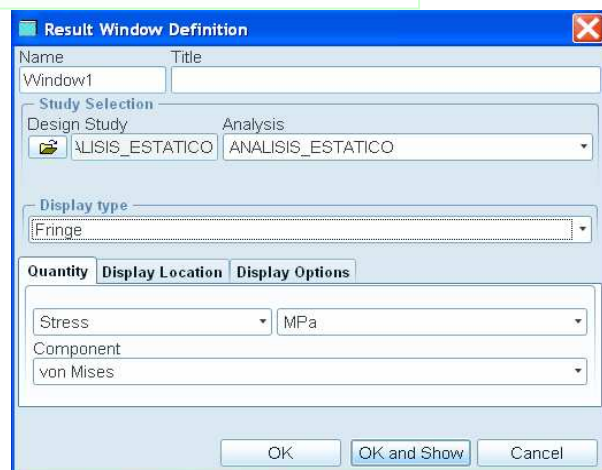 Result Window Definition
Name Title
Window1
Study Selection
Design Study Analysis
ALISIS_ESTATICO ANALISIS_ESTATICO
Display type
Fringe
Quantity Display Location Display Options
Stress MPa
Component
von Mises
OK OK and Show Cancel